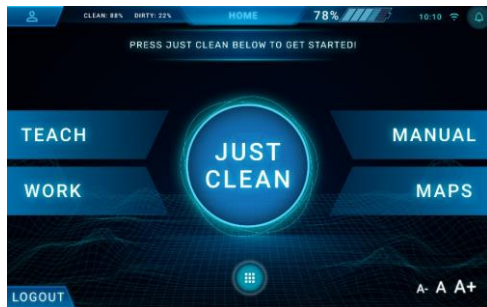 CLEAN: 88% DIRTY: 22% HOME 78% 10:10
PRESS JUST CLEAN BELOW TO GET STARTED!
TEACH
MANUAL
JUST
CLEAN
WORK
MAPS
LOGOUT
A- A A+